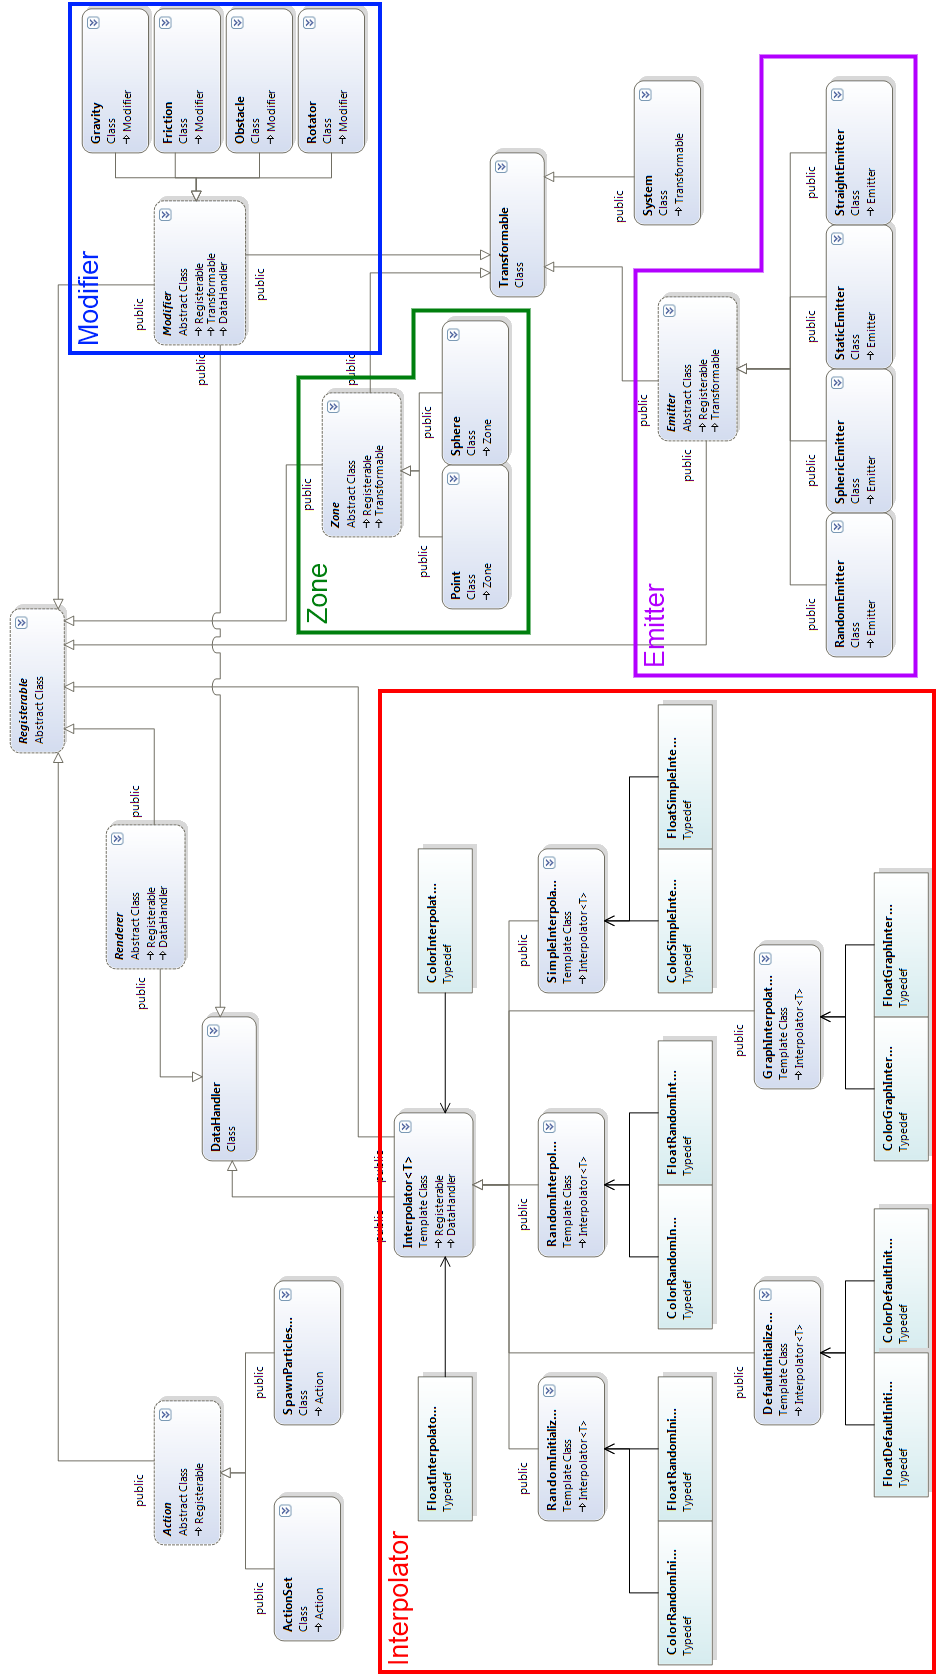 Registerable
Abstract Class
Action
Abstract Class
Registerable
public
ActionSet
Class
Action
public
SpawnParticles...
Class
Action
public
Renderer
Abstract Class
Registerable
DataHandler
public
public
DataHandler
Class
Modifier
Modifier
Abstract Class
Registerable
Transformable
DataHandler
public
public
public
Gravity
Class
Modifier
Friction
Class
Modifier
Obstacle
Class
Modifier
Rotator
Class
Modifier
Zone
Zone
Abstract Class
Registerable
Transformable
public
public
Point
Class
Zone
public
Sphere
Class
Zone
public
Transformable
Class
System
Class
Transformable
public
Emitter
Emitter
Abstract Class
Registerable
Transformable
public
public
RandomEmitter
Class
Emitter
public
SphericEmitter
Class
Emitter
public
StaticEmitter
Class
Emitter
public
StraightEmitter
Class
Emitter
public
Interpolator
Interpolator<T>
Template Class
Registerable
DataHandler
public
public
FloatInterpolato...
Typedef
ColorInterpolat...
Typedef
RandomInitializ...
Template Class
Interpolator<T>
public
RandomInterpol...
Template Class
Interpolator<T>
public
SimpleInterpola...
Template Class
Interpolator<T>
public
ColorRandomIni...
Typedef
FloatRandomIni...
Typedef
ColorRandomIn...
Typedef
FloatRandomInt...
Typedef
ColorSimpleInte...
Typedef
FloatSimpleInte...
Typedef
DefaultInitialize...
Template Class
Interpolator<T>
public
GraphInterpolat...
Template Class
Interpolator<T>
public
FloatDefaultIniti...
Typedef
ColorDefaultInit...
Typedef
ColorGraphInter...
Typedef
FloatGraphInter...
Typedef